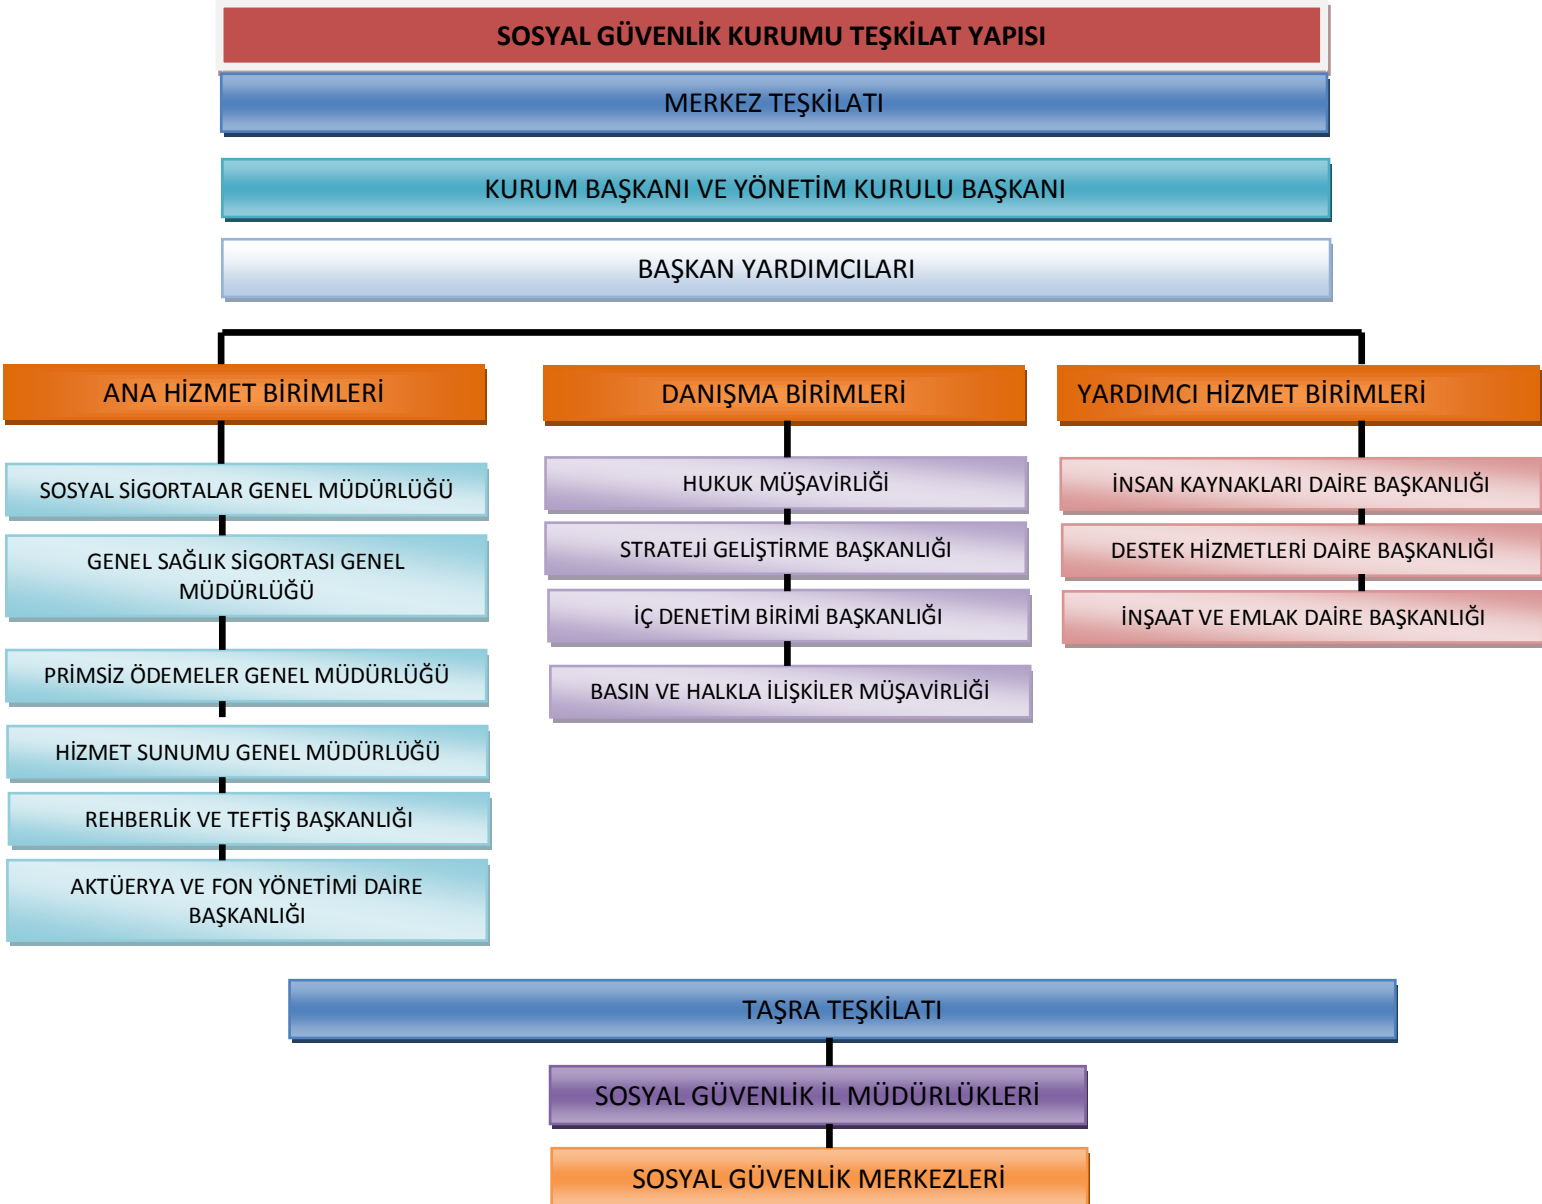 SOSYAL GÜVENLİK KURUMU TEŞKİLAT YAPISI
MERKEZ TEŞKİLATI
KURUM BAŞKANI VE YÖNETİM KURULU BAŞKANI
BAŞKAN YARDIMCILARI
ANA HİZMET BİRİMLERİ
SOSYAL SİGORTALAR GENEL MÜDÜRLÜĞÜ
GENEL SAĞLIK SİGORTASI GENEL
MÜDÜRLÜĞÜ
PRİMSİZ ÖDEMELER GENEL MÜDÜRLÜĞÜ
HİZMET SUNUMU GENEL MÜDÜRLÜĞÜ
REHBERLİK VE TEFTİŞ BAŞKANLIĞI
AKTÜERYA VE FON YÖNETİMİ DAİRE
BAŞKANLIĞI
DANIŞMA BİRİMLERİ
HUKUK MÜŞAVİRLİĞİ
STRATEJİ GELİŞTİRME BAŞKANLIĞI
İÇ DENETİM BİRİMİ BAŞKANLIĞI
BASIN VE HALKLA İLİŞKİLER MÜŞAVİRLİĞİ
YARDIMCI HİZMET BİRİMLERİ
İNSAN KAYNAKLARI DAİRE BAŞKANLIĞI
DESTEK HİZMETLERİ DAİRE BAŞKANLIĞI
İNŞAAT VE EMLAK DAİRE BAŞKANLIĞI
TAŞRA TEŞKİLATI
SOSYAL GÜVENLİK İL MÜDÜRLÜKLERİ
SOSYAL GÜVENLİK MERKEZLERİ